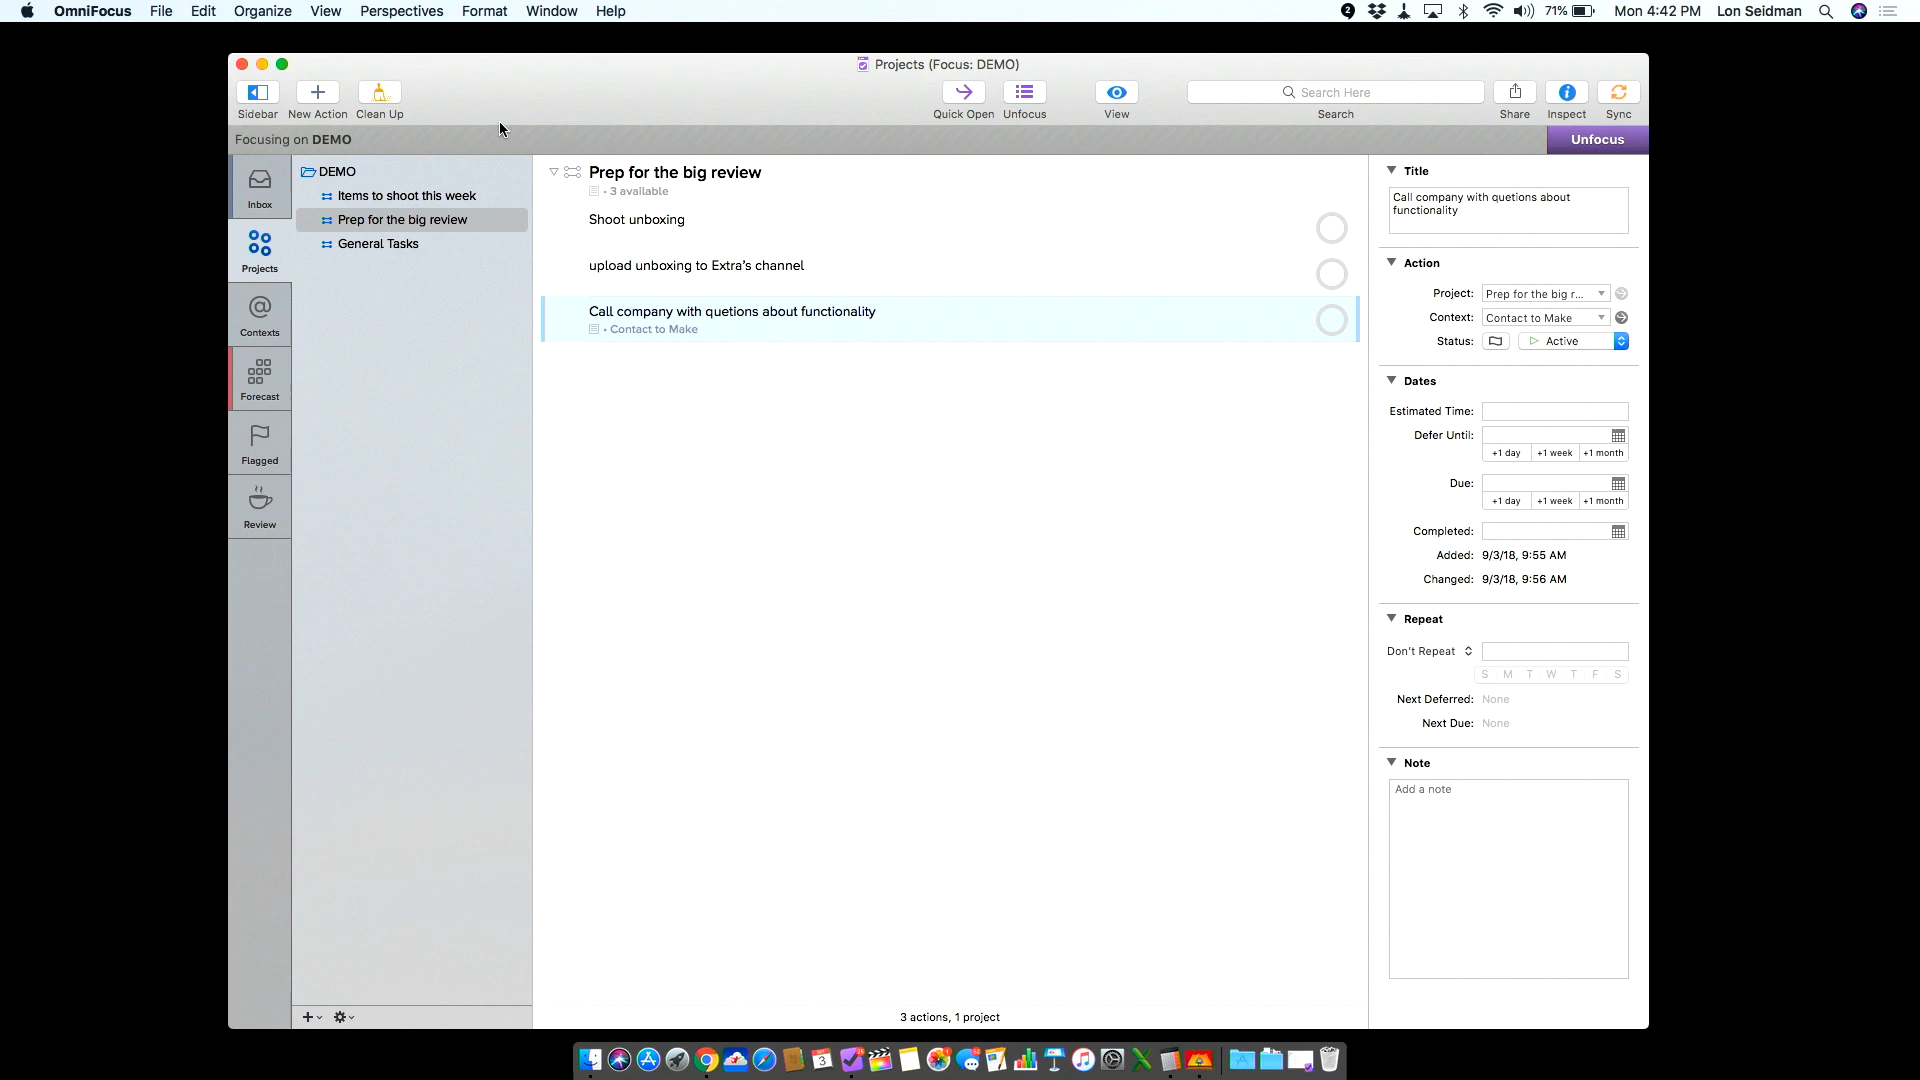 OmniFocus File Edit Organize View Perspectives Format Window Help
2 71% Mon 4:42 PM Lon Seidman
Projects (Focus: DEMO)
Search Here
Sidebar New Action Clean Up Quick Open Unfocus View Search Share Inspect Sync
Focusing on DEMO
Unfocus
Inbox
Projects
Contexts
Forecast
Flagged
Review
DEMO
Items to shoot this week
Prep for the big review
General Tasks
Prep for the big review
• 3 available
Shoot unboxing
upload unboxing to Extra’s channel
Call company with quetions about functionality
• Contact to Make
3 actions, 1 project
Title
Call company with quetions about
functionality
Action
Project: Prep for the big r...
Context: Contact to Make
Status: Active
Dates
Estimated Time:
Defer Until:
+1 day +1 week +1 month
Due:
+1 day +1 week +1 month
Completed:
Added: 9/3/18, 9:55 AM
Changed: 9/3/18, 9:56 AM
Repeat
Don't Repeat
S M T W T F S
Next Deferred: None
Next Due: None
Note
Add a note
3